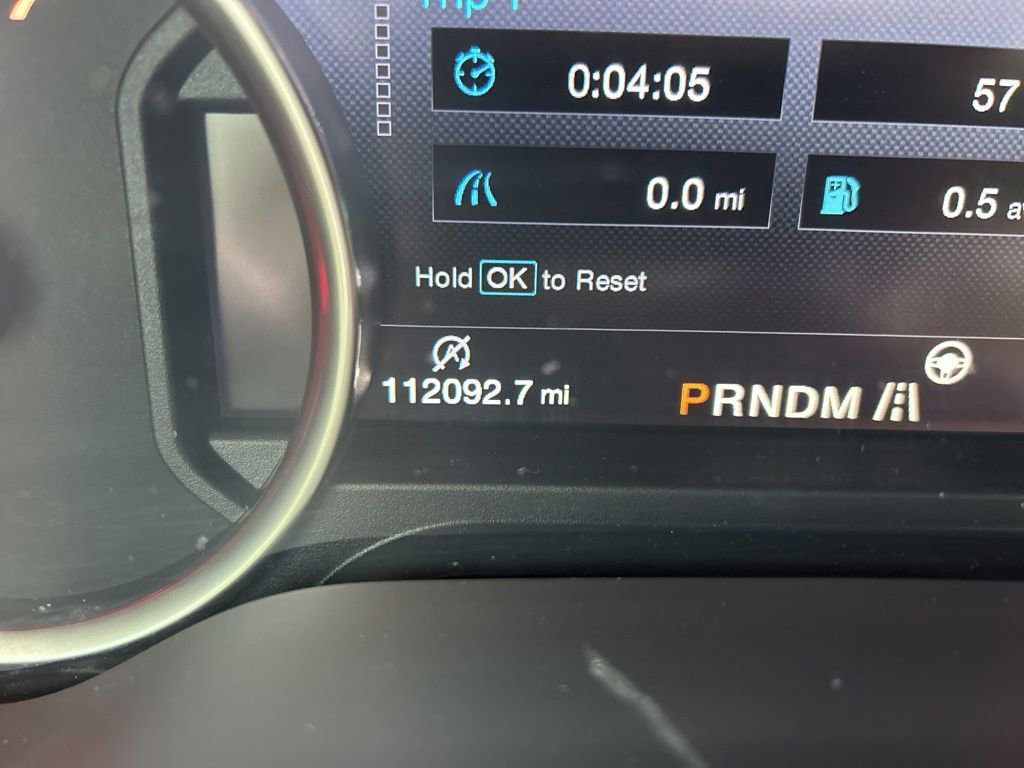 0:04:05
57
0.0 mi
0.5
Hold OK to Reset
112092.7 mi
PRNDM